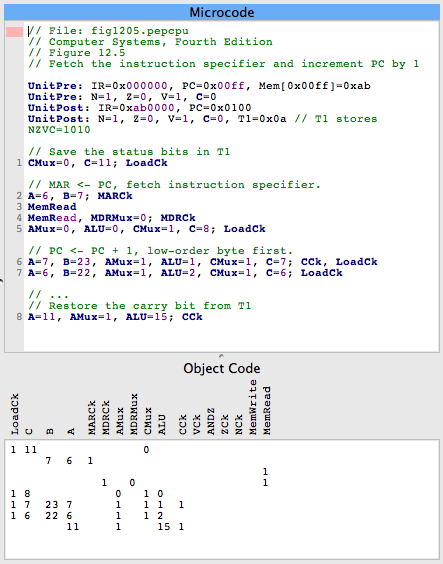 Microcode
// File: fig1205.pepcpu
// Computer Systems, Fourth Edition
// Figure 12.5
// Fetch the instruction specifier and increment PC by 1
UnitPre: IR=0x000000, PC=0x00ff, Mem[0x00ff]=0xab
UnitPre: N=1, Z=0, V=1, C=0
UnitPost: IR=0xab0000, PC=0x0100
UnitPost: N=1, Z=0, V=1, C=0, T1=0x0a // T1 stores
NZVC=1010
// Save the status bits in T1
1 CMux=0, C=11; LoadCk
// MAR <- PC, fetch instruction specifier.
2 A=6, B=7; MARCk
3 MemRead
4 MemRead, MDRMux=0; MDRCk
5 AMux=0, ALU=0, CMux=1, C=8; LoadCk
// PC <- PC + 1, low-order byte first.
6 A=7, B=23, AMux=1, ALU=1, CMux=1, C=7; CCk, LoadCk
7 A=6, B=22, AMux=1, ALU=2, CMux=1, C=6; LoadCk
// ...
// Restore the carry bit from T1
8 A=11, AMux=1, ALU=15; CCk
Object Code
LoadCk C B A MARCk MDRCk AMux MDRMux CMux ALU CCk VCk ANDZ ZCk NCk MemWrite MemRead
1 11 0
7 6 1
1
1 0 1
1 8 0 1 0
1 7 23 7 1 1 1 1
1 6 22 6 1 1 2
11 1 15 1